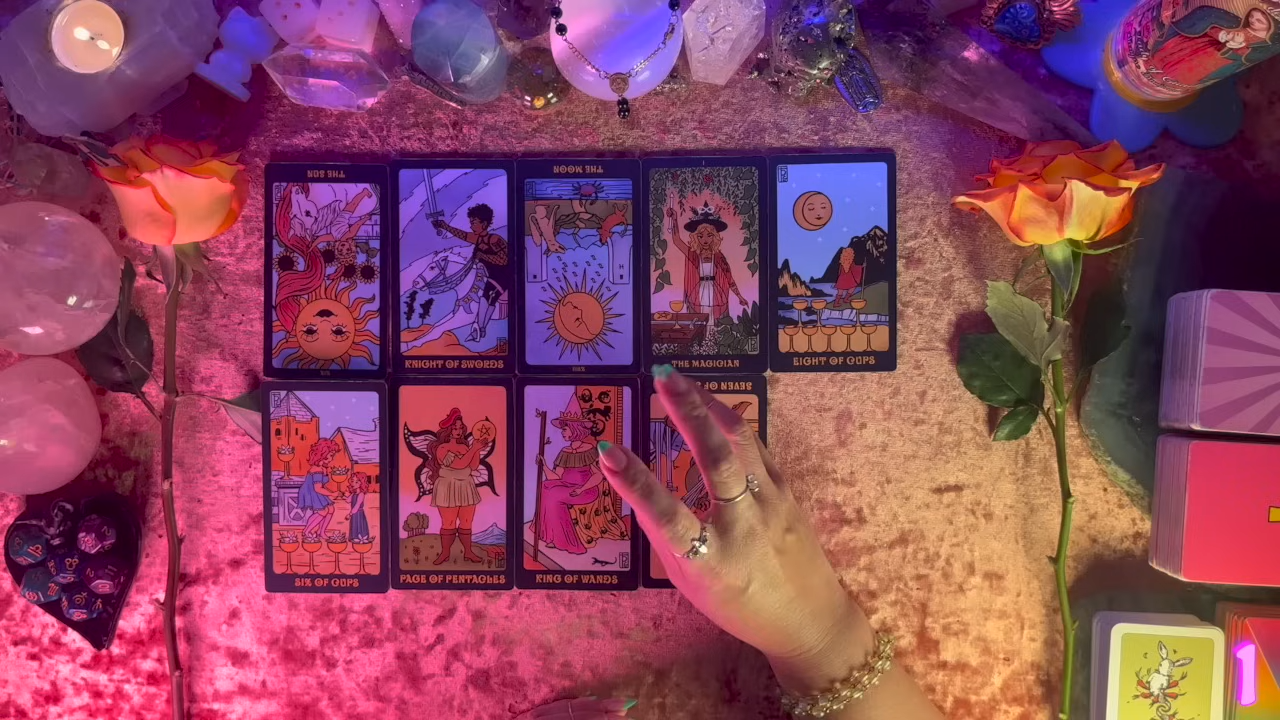 THE SUN
KNIGHT OF SWORDS
THE MOON
THE MAGICIAN
EIGHT OF CUPS
SIX OF CUPS
PAGE OF PENTACLES
KING OF WANDS
SEVEN OF
1